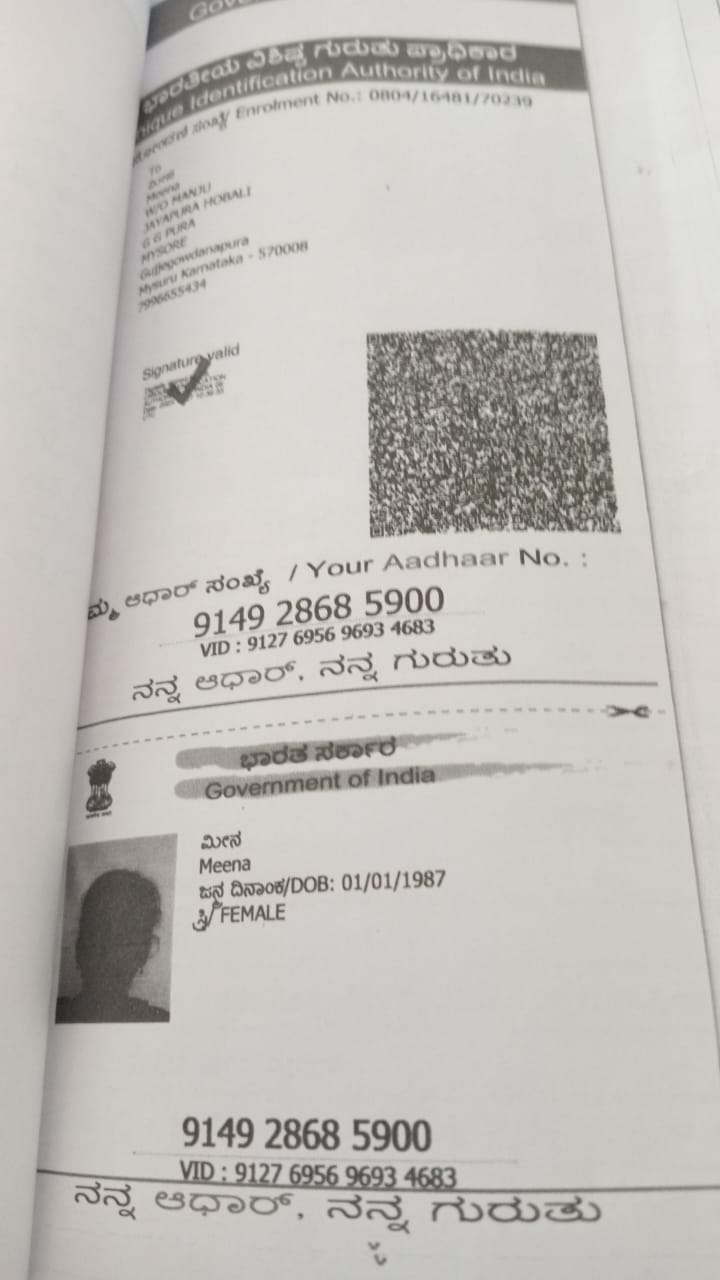 Gove
ಭಾರತೀಯ ವಿಶಿಷ್ಟ ಗುರುತು ಪ್ರಾಧಿಕಾರ
nique Identification Authority of India
Enrolment No.: 0804/16481/70239
To
Meena
W/O MANJU
JAYAPURA HOBALI
G G PURA
MYSORE
Gujjegowdanapura
Mysuru Karnataka - 570008
7996655434
Signature valid
ಮ್ಮ ಆಧಾರ್ ಸಂಖ್ಯೆ / Your Aadhaar No. :
9149 2868 5900
VID : 9127 6956 9693 4683
ನನ್ನ ಆಧಾರ್, ನನ್ನ ಗುರುತು
ಭಾರತ ಸರ್ಕಾರ
Government of India
ಮೀನ
Meena
ಜನ್ಮ ದಿನಾಂಕ/DOB: 01/01/1987
ಸ್ತ್ರೀ/ FEMALE
9149 2868 5900
VID : 9127 6956 9693 4683
ನನ್ನ ಆಧಾರ್, ನನ್ನ ಗುರುತು